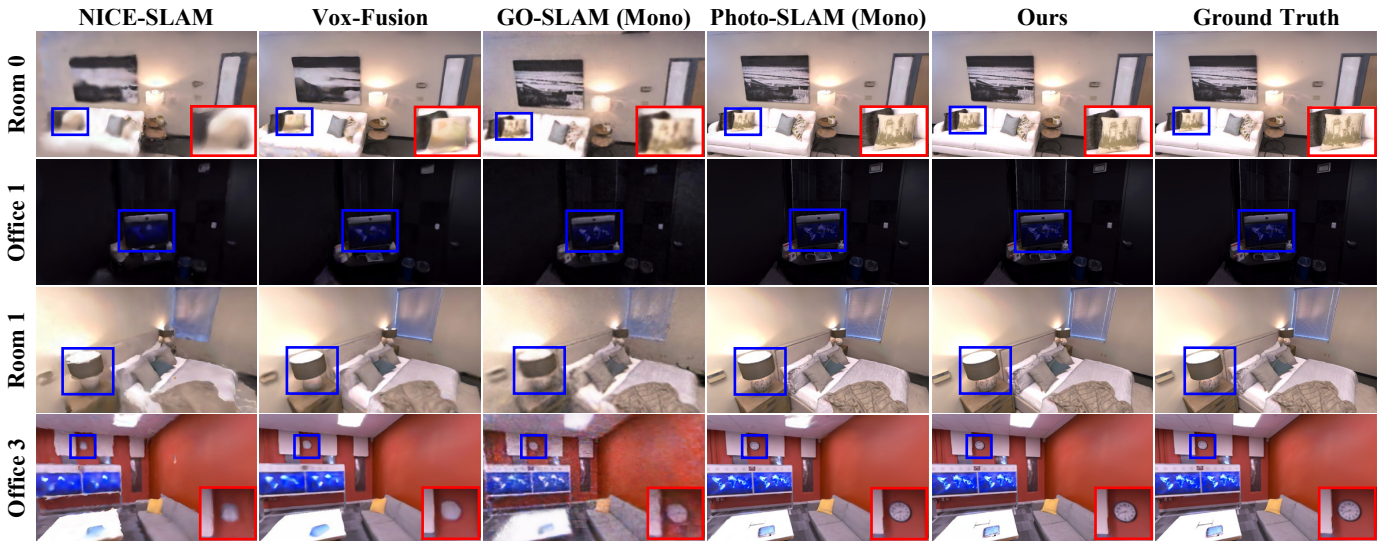 NICE-SLAM Vox-Fusion GO-SLAM (Mono) Photo-SLAM (Mono) Ours Ground Truth
Room 0
Office 1
Room 1
Office 3